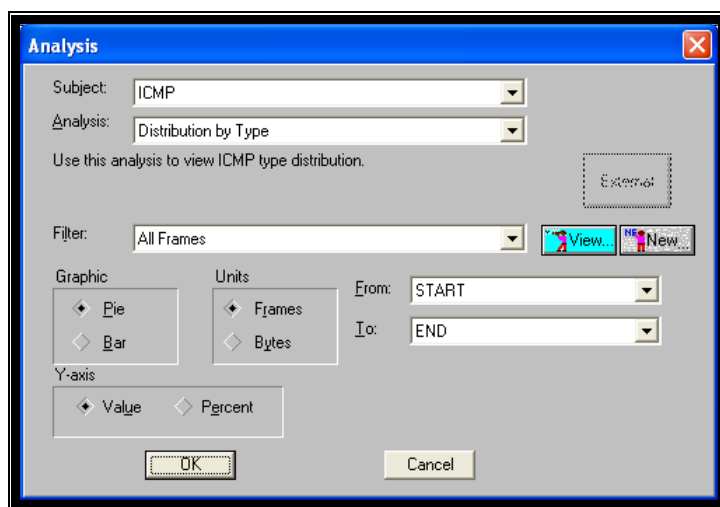 Analysis
Subject: ICMP
Analysis: Distribution by Type
Use this analysis to view ICMP type distribution.
External
Filter: All Frames View... New...
Graphic
Pie
Bar
Units
Frames
Bytes
From: START
To: END
Y-axis
Value Percent
OK Cancel